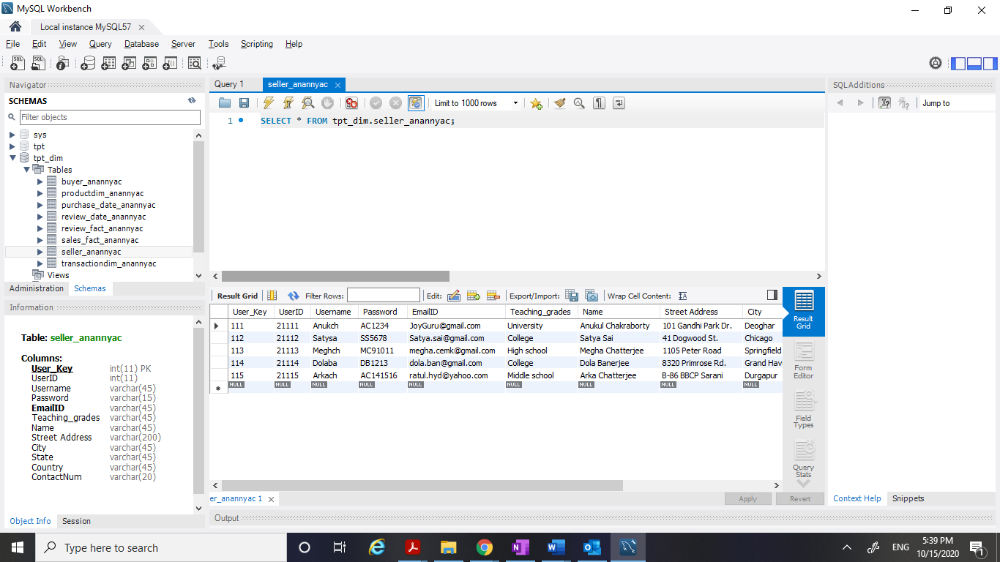 MySQL Workbench
Local instance MySQL57
File Edit View Query Database Server Tools Scripting Help
Navigator
SCHEMAS
Filter objects
sys
tpt
tpt_dim
Tables
buyer_anannyac
productdim_anannyac
purchase_date_anannyac
review_date_anannyac
review_fact_anannyac
sales_fact_anannyac
seller_anannyac
transactiondim_anannyac
Views
Administration Schemas
Information
Table: seller_anannyac
Columns:
User_Key int(11) PK
UserID int(11)
Username varchar(45)
Password varchar(15)
EmailID varchar(45)
Teaching_grades varchar(45)
Name varchar(45)
Street Address varchar(200)
City varchar(45)
State varchar(45)
Country varchar(45)
ContactNum varchar(20)
Object Info Session
Query 1 seller_anannyac
Limit to 1000 rows
1 SELECT * FROM tpt_dim.seller_anannyac;
Result Grid Filter Rows: Edit: Export/Import: Wrap Cell Content:
User_Key UserID Username Password EmailID Teaching_grades Name Street Address City
111 21111 Anukch AC1234 JoyGuru@gmail.com University Anukul Chakraborty 101 Gandhi Park Dr. Deoghar
112 21112 Satysa SS5678 Satya.sai@gmail.com College Satya Sai 41 Dogwood St. Chicago
113 21113 Meghch MC91011 megha.cemk@gmail.com High school Megha Chatterjee 1105 Peter Road Springfield
114 21114 Dolaba DB1213 dola.ban@gmail.com College Dola Banerjee 8320 Primrose Rd. Grand Hav
115 21115 Arkach AC141516 ratul.hyd@yahoo.com Middle school Arka Chatterjee B-86 BBCP Sarani Durgapur
NULL NULL NULL NULL NULL NULL NULL NULL NULL
Result
Grid
Form
Editor
Field
Types
Query
Stats
er_anannyac 1
Apply Revert
Output
SQLAdditions
Jump to
Context Help Snippets
Type here to search
ENG
5:39 PM
10/15/2020
1